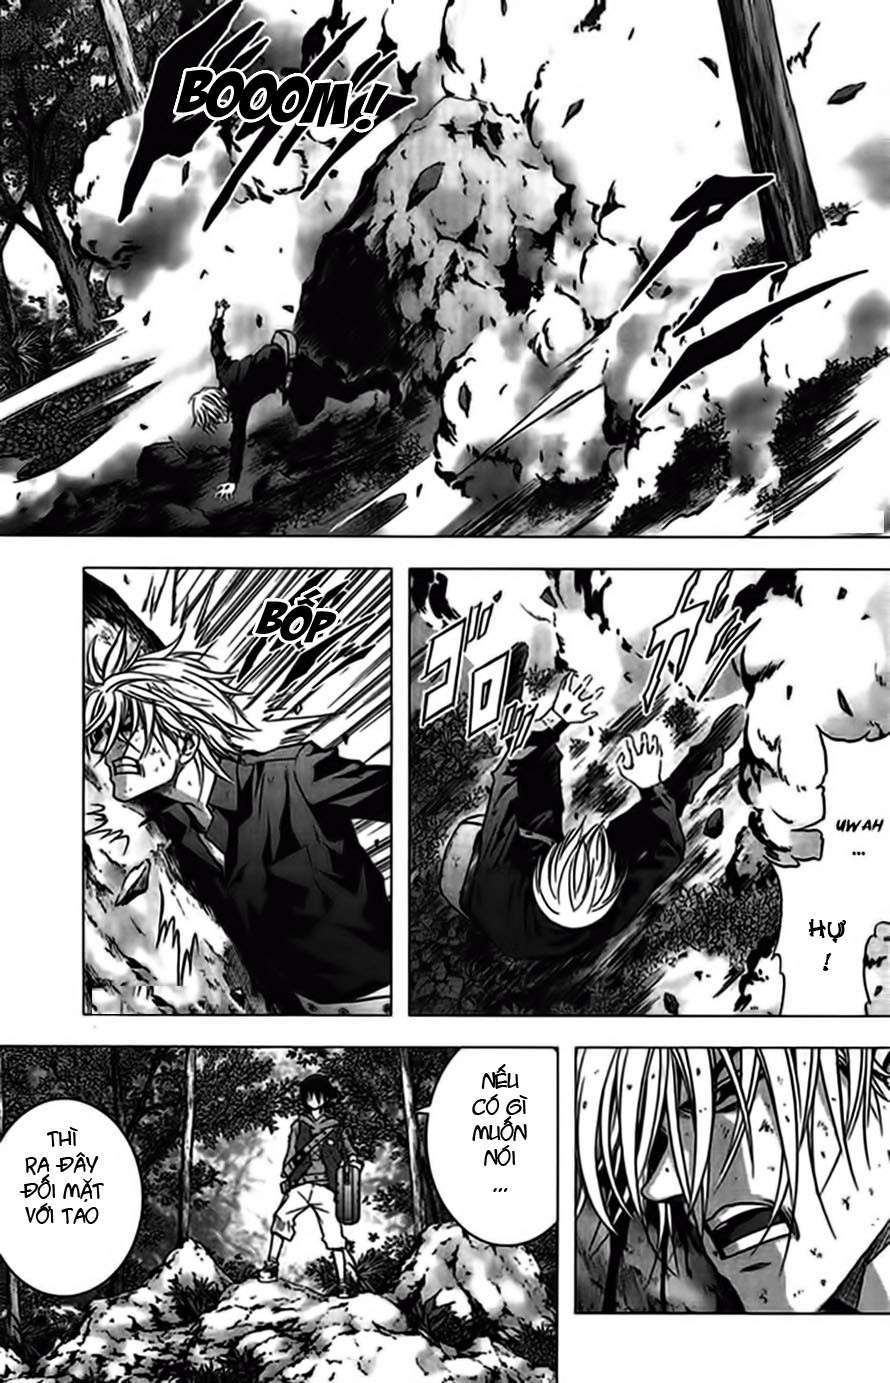 BOOOM!
ゴロッ
ガ
UWAH
...
HỰ
!
BỐP
NẾU
CÓ GÌ
MUỐN
NÓI
...
THÌ
RA ĐÂY
ĐỐI MẶT
VỚI TAO